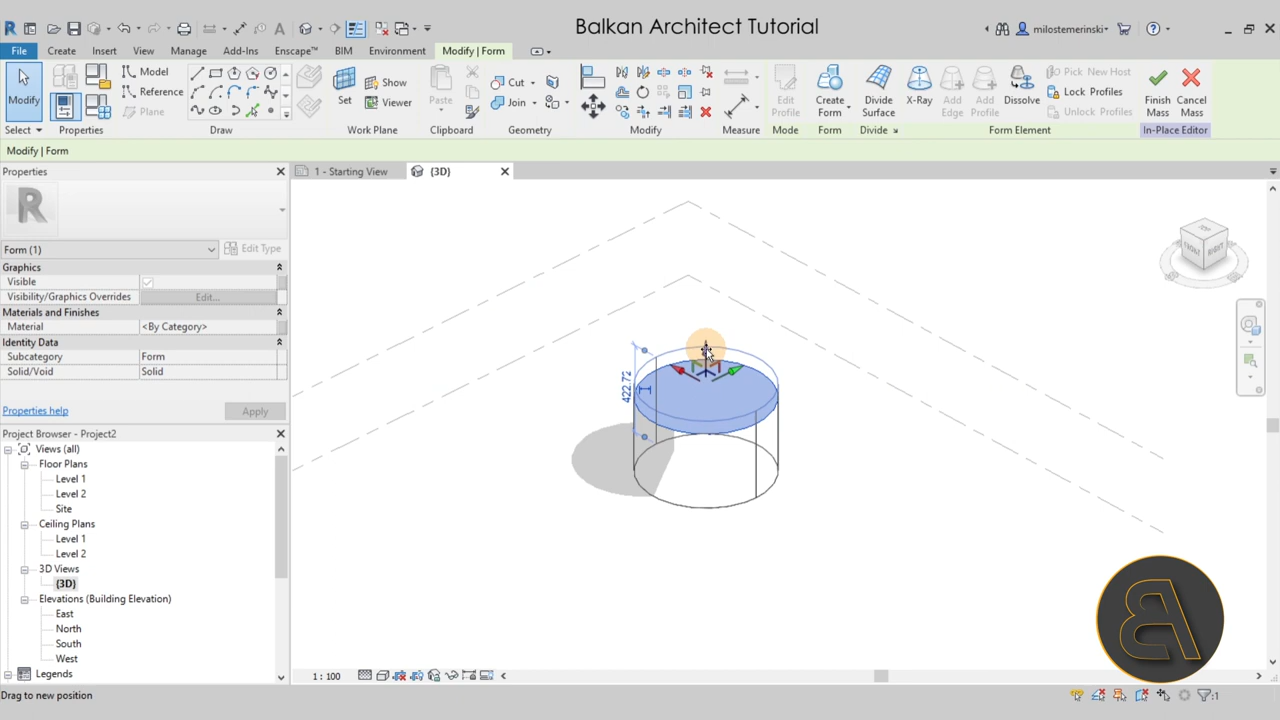 Balkan Architect Tutorial
milostemerinski
File
Create
Insert
View
Manage
Add-Ins
Enscape™
BIM
Environment
Modify | Form
Modify
Model
Reference
Plane
Set
Show
Viewer
Paste
Cut
Join
Edit Profile
Create Form
Divide Surface
X-Ray
Add Edge
Add Profile
Dissolve
Pick New Host
Lock Profiles
Unlock Profiles
Finish Mass
Cancel Mass
Select
Properties
Draw
Work Plane
Clipboard
Geometry
Modify
Measure
Mode
Form
Divide
Form Element
In-Place Editor
Modify | Form
Properties
1 - Starting View
{3D}
Form (1)
Edit Type
Graphics
Visible
Visibility/Graphics Overrides
Edit...
Materials and Finishes
Material
<By Category>
Identity Data
Subcategory
Form
Solid/Void
Solid
Properties help
Apply
Project Browser - Project2
Views (all)
Floor Plans
Level 1
Level 2
Site
Ceiling Plans
Level 1
Level 2
3D Views
{3D}
Elevations (Building Elevation)
East
North
South
West
Legends
422.72
TOP
FRONT
RIGHT
1 : 100
Drag to new position
:1